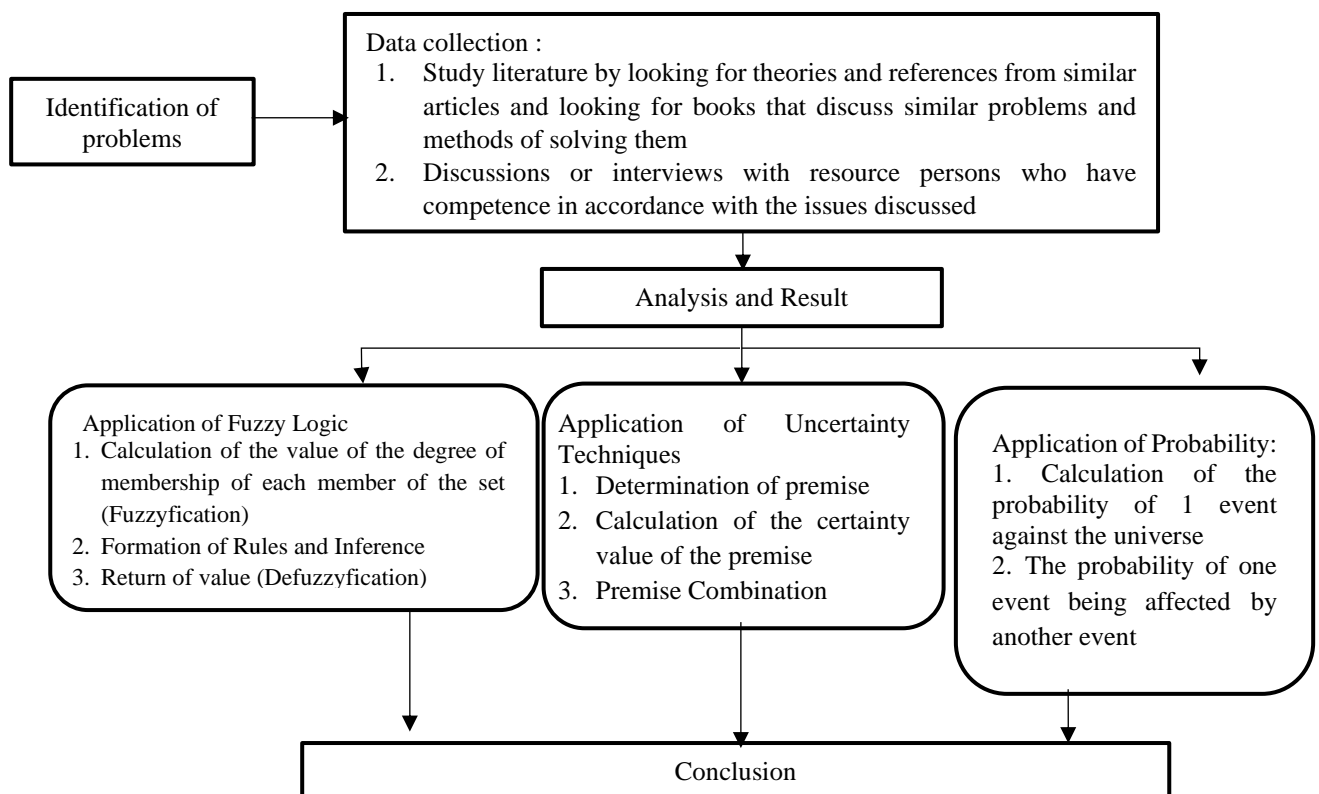 Identification of
problems
Data collection :
1. Study literature by looking for theories and references from similar
articles and looking for books that discuss similar problems and
methods of solving them
2. Discussions or interviews with resource persons who have
competence in accordance with the issues discussed
Analysis and Result
Application of Fuzzy Logic
1. Calculation of the value of the degree of
membership of each member of the set
(Fuzzyfication)
2. Formation of Rules and Inference
3. Return of value (Defuzzyfication)
Application of Uncertainty
Techniques
1. Determination of premise
2. Calculation of the certainty
value of the premise
3. Premise Combination
Application of Probability:
1. Calculation of the
probability of 1 event
against the universe
2. The probability of one
event being affected by
another event
Conclusion